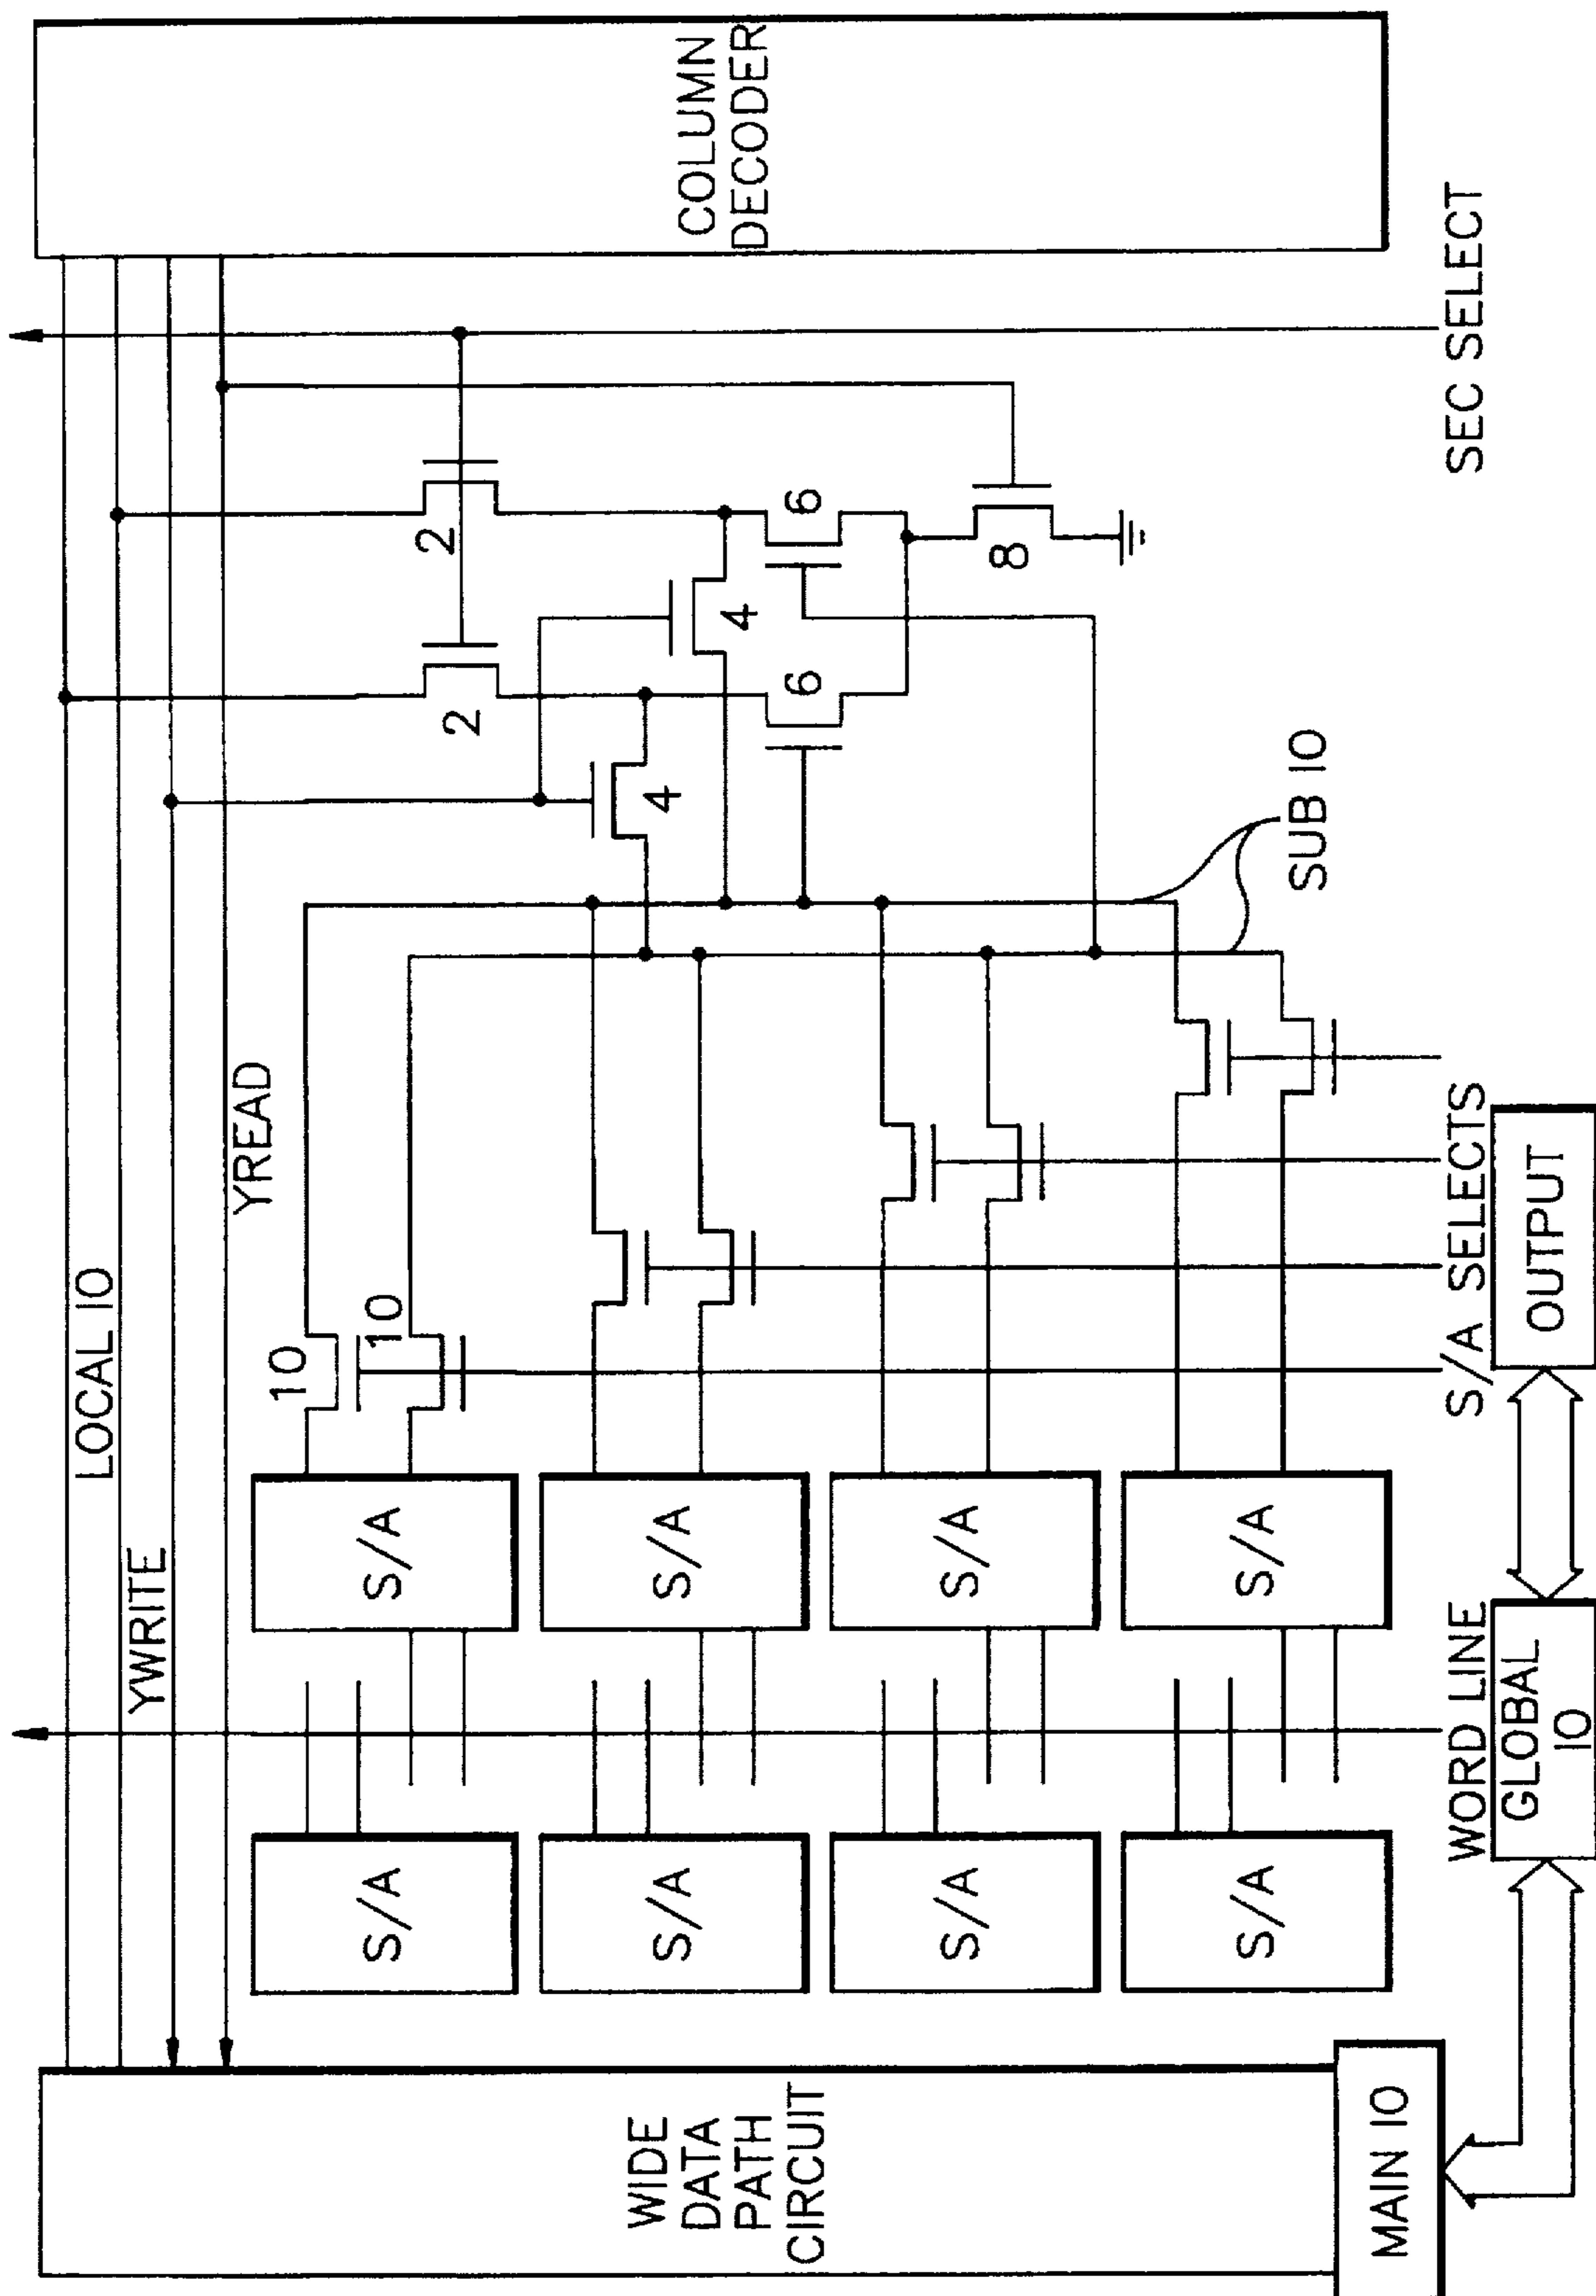 LOCAL IO
YWRITE
YREAD
10
10
S/A
S/A
2
2
WIDE
DATA
PATH
CIRCUIT
S/A
S/A
4
4
COLUMN
DECODER
6
6
S/A
S/A
8
S/A
S/A
SUB IO
MAIN IO
WORD LINE
S/A SELECTS
SEC SELECT
GLOBAL
IO
OUTPUT